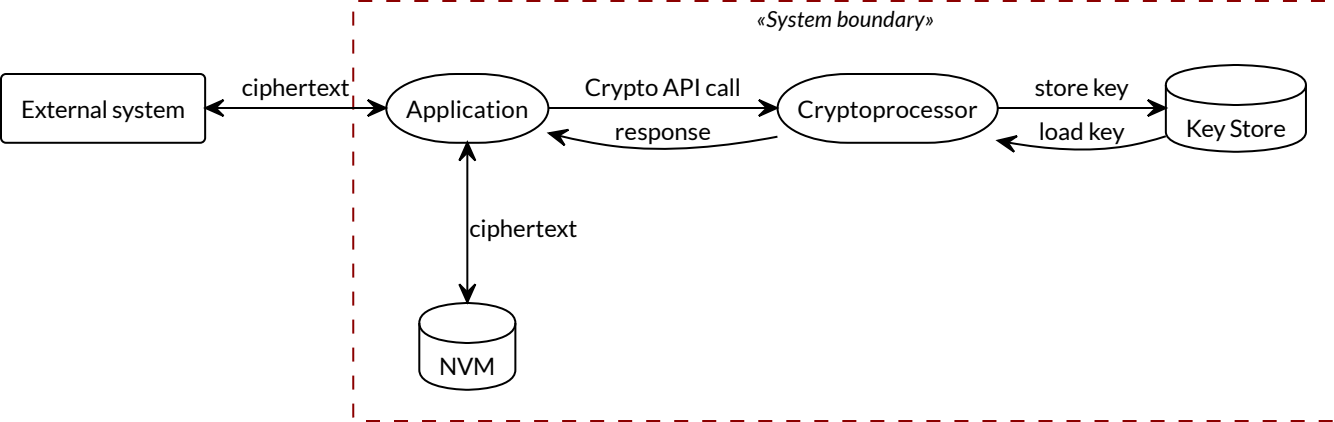 «System boundary»
ciphertext
Crypto API call
store key
External system
Application
Cryptoprocessor
Key Store
response
load key
ciphertext
NVM